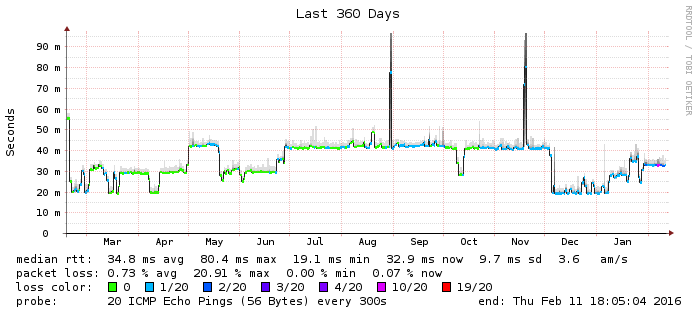 Last 360 Days
RRDTOOL / TOBI OETIKER
Seconds
90 m
80 m
70 m
60 m
50 m
40 m
30 m
20 m
10 m
0
Mar Apr May Jun Jul Aug Sep Oct Nov Dec Jan
median rtt: 34.8 ms avg 80.4 ms max 19.1 ms min 32.9 ms now 9.7 ms sd 3.6 am/s
packet loss: 0.73 % avg 20.91 % max 0.00 % min 0.07 % now
loss color: 0 1/20 2/20 3/20 4/20 10/20 19/20
probe: 20 ICMP Echo Pings (56 Bytes) every 300s end: Thu Feb 11 18:05:04 2016